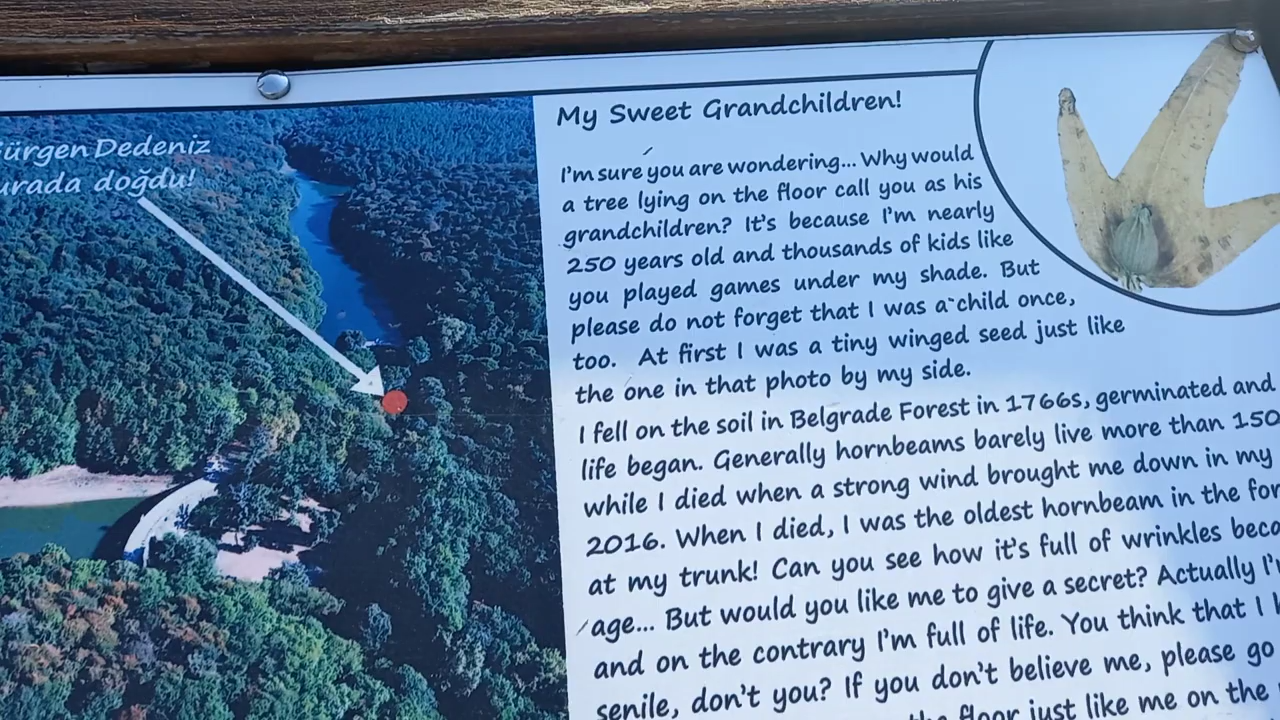 GürgenDedeniz
urada doğdu!
My Sweet Grandchildren!
I'm sure you are wondering... Why would
a tree lying on the floor call you as his
grandchildren? It's because I'm nearly
250 years old and thousands of kids like
you played games under my shade. But
please do not forget that I was a child once,
too. At first I was a tiny winged seed just like
the one in that photo by my side.
I fell on the soil in Belgrade Forest in 1766s, germinated and
life began. Generally hornbeams barely live more than 150
while I died when a strong wind brought me down in my
2016. When I died, I was the oldest hornbeam in the for
at my trunk! Can you see how it's full of wrinkles beca
age... But would you like me to give a secret? Actually I'
and on the contrary I'm full of life. You think that I
senile, don't you? If you don't believe me, please go
floor just like me on the